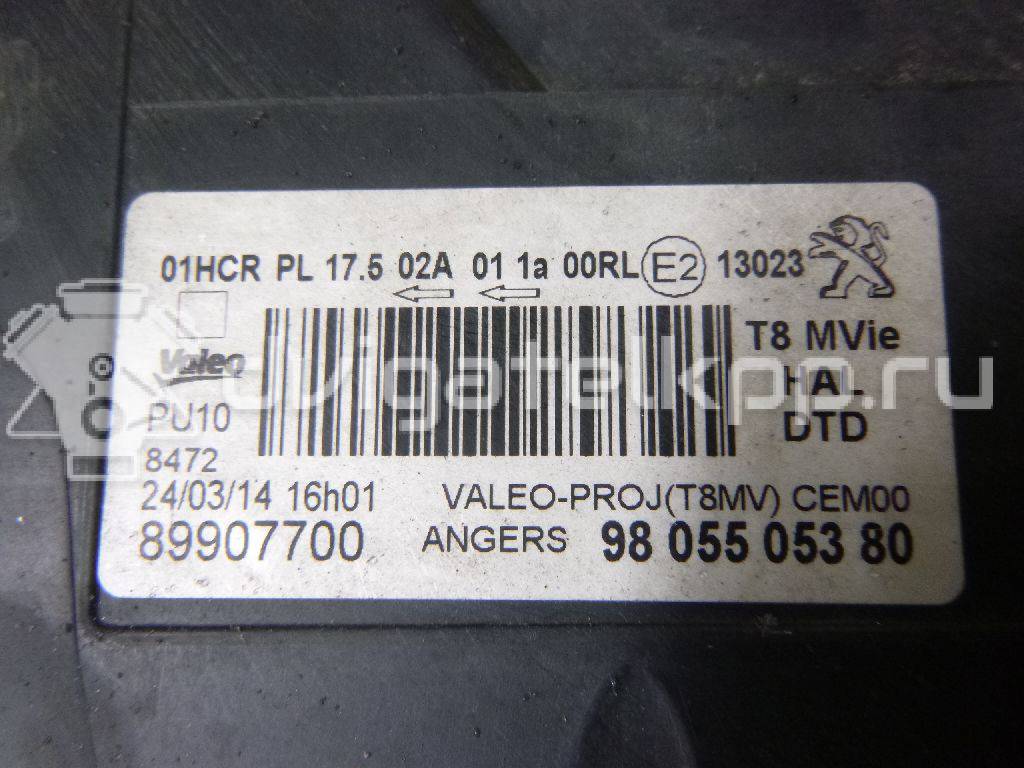 01HCR PL 17.5 02A 01 1a 00RL E2 13023
Valeo
T8 MVie
HAL
DTD
PU10
8472
24/03/14 16h01
VALEO-PROJ(T8MV) CEM00
89907700 ANGERS 98 055 053 80
dvigatelkpp.ru